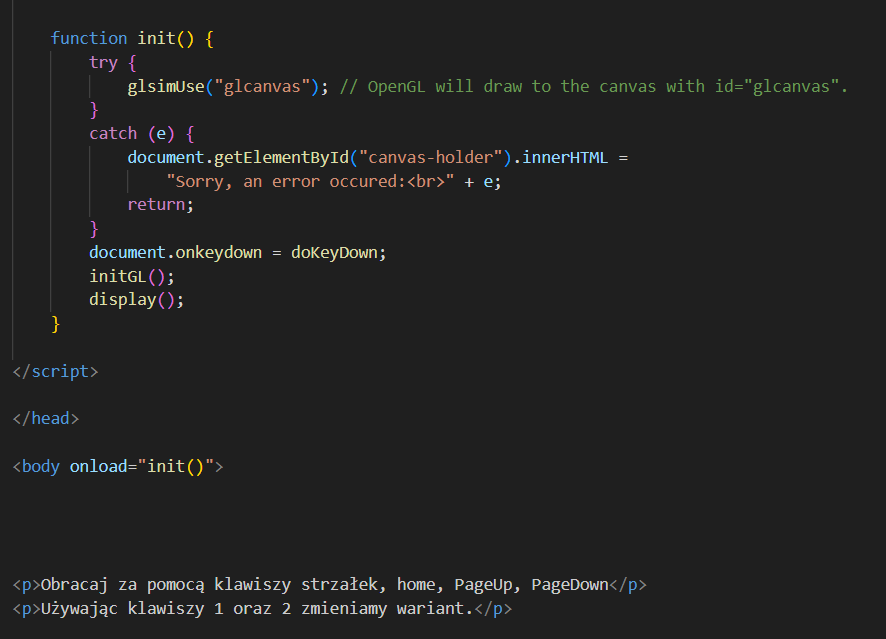 function init() {
try {
glsimUse("glcanvas"); // OpenGL will draw to the canvas with id="glcanvas".
}
catch (e) {
document.getElementById("canvas-holder").innerHTML =
"Sorry, an error occured:<br>" + e;
return;
}
document.onkeydown = doKeyDown;
initGL();
display();
}
</script>
</head>
<body onload="init()">
<p>Obracaj za pomocą klawiszy strzałek, home, PageUp, PageDown</p>
<p>Używając klawiszy 1 oraz 2 zmieniamy wariant.</p>